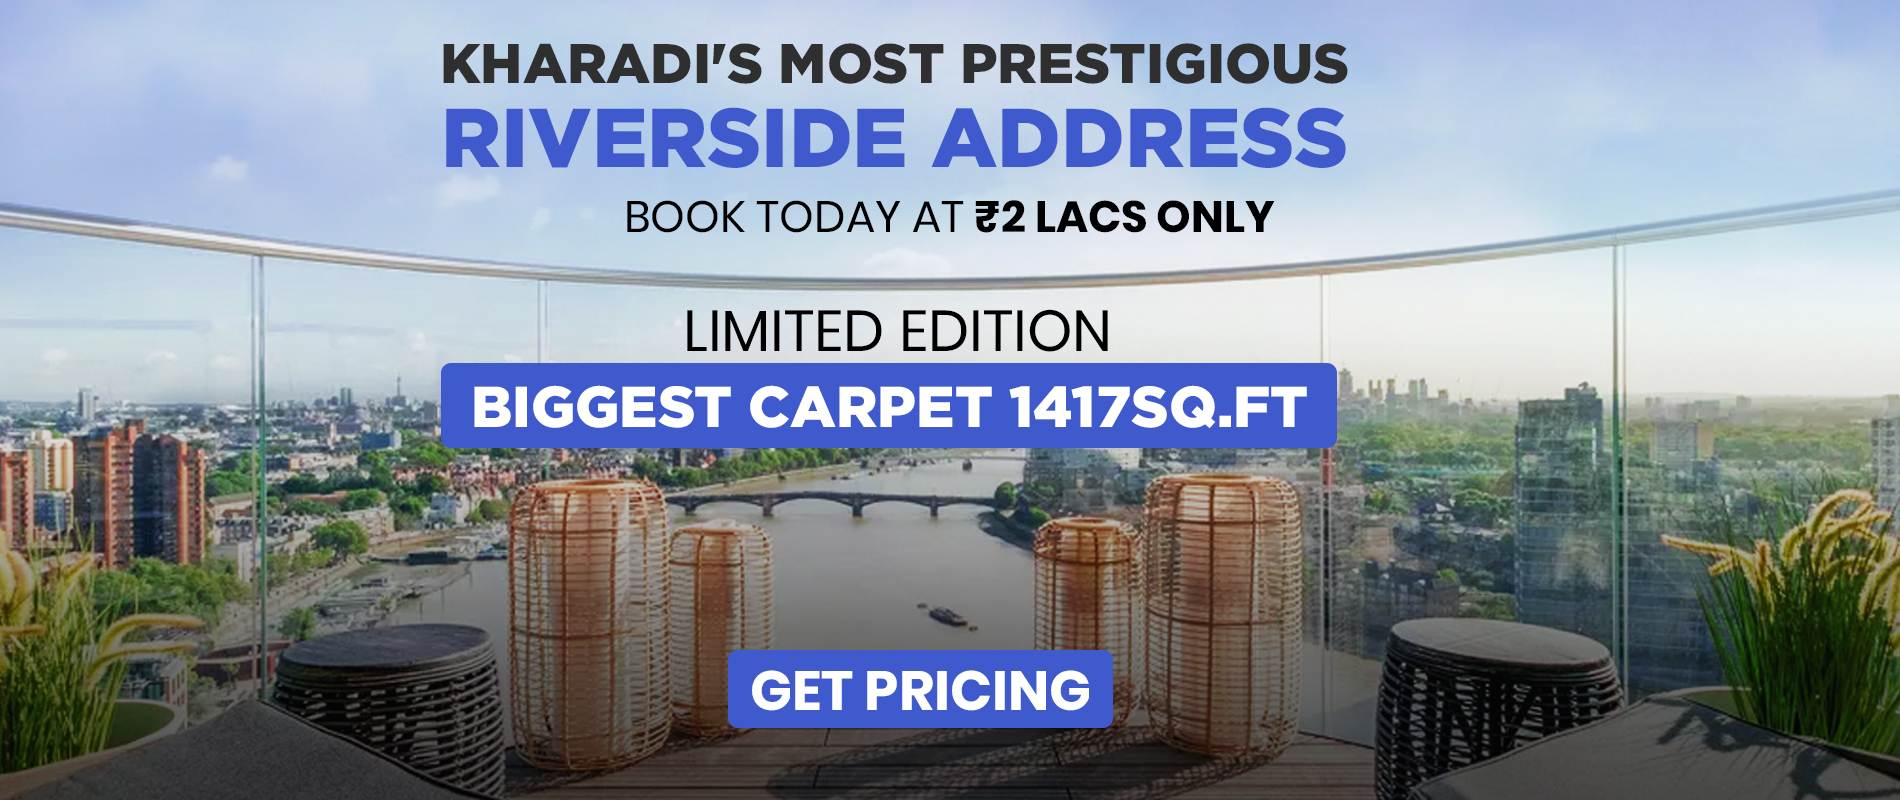 KHARADI'S MOST PRESTIGIOUS
RIVERSIDE ADDRESS
BOOK TODAY AT ₹2 LACS ONLY
LIMITED EDITION
BIGGEST CARPET 1417SQ.FT
GET PRICING